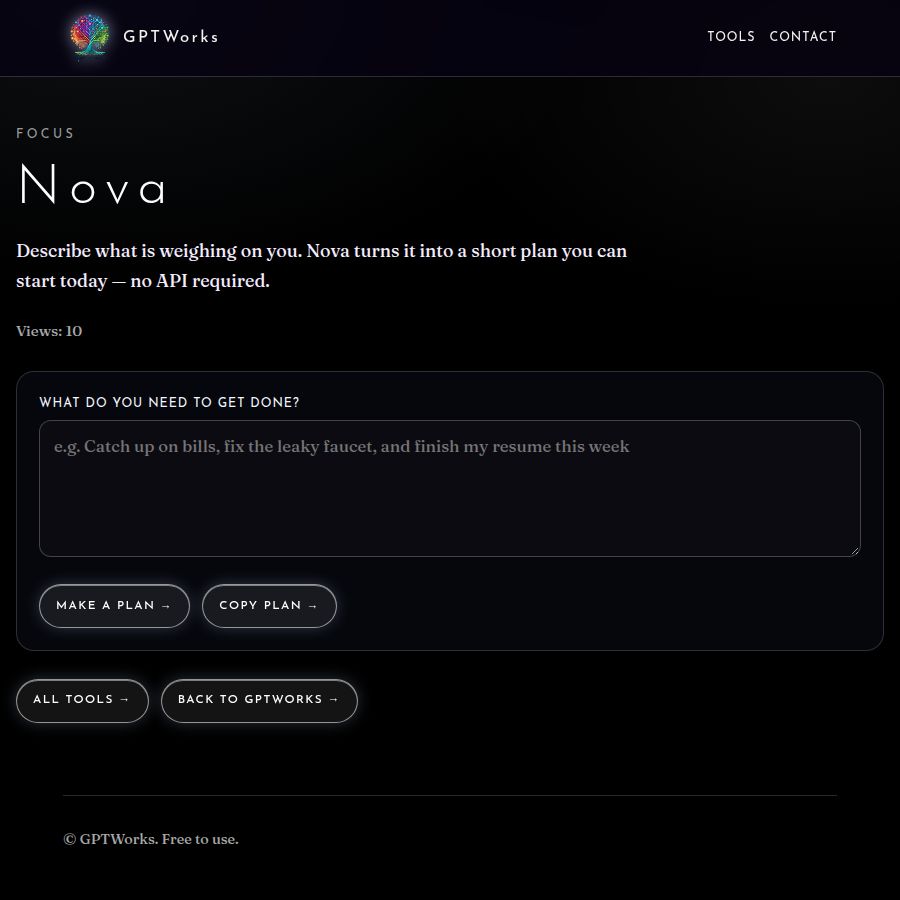 GPTWorks
TOOLS CONTACT
FOCUS
Nova
Describe what is weighing on you. Nova turns it into a short plan you can
start today — no API required.
Views: 10
WHAT DO YOU NEED TO GET DONE?
e.g. Catch up on bills, fix the leaky faucet, and finish my resume this week
MAKE A PLAN → COPY PLAN →
ALL TOOLS → BACK TO GPTWORKS →
© GPTWorks. Free to use.